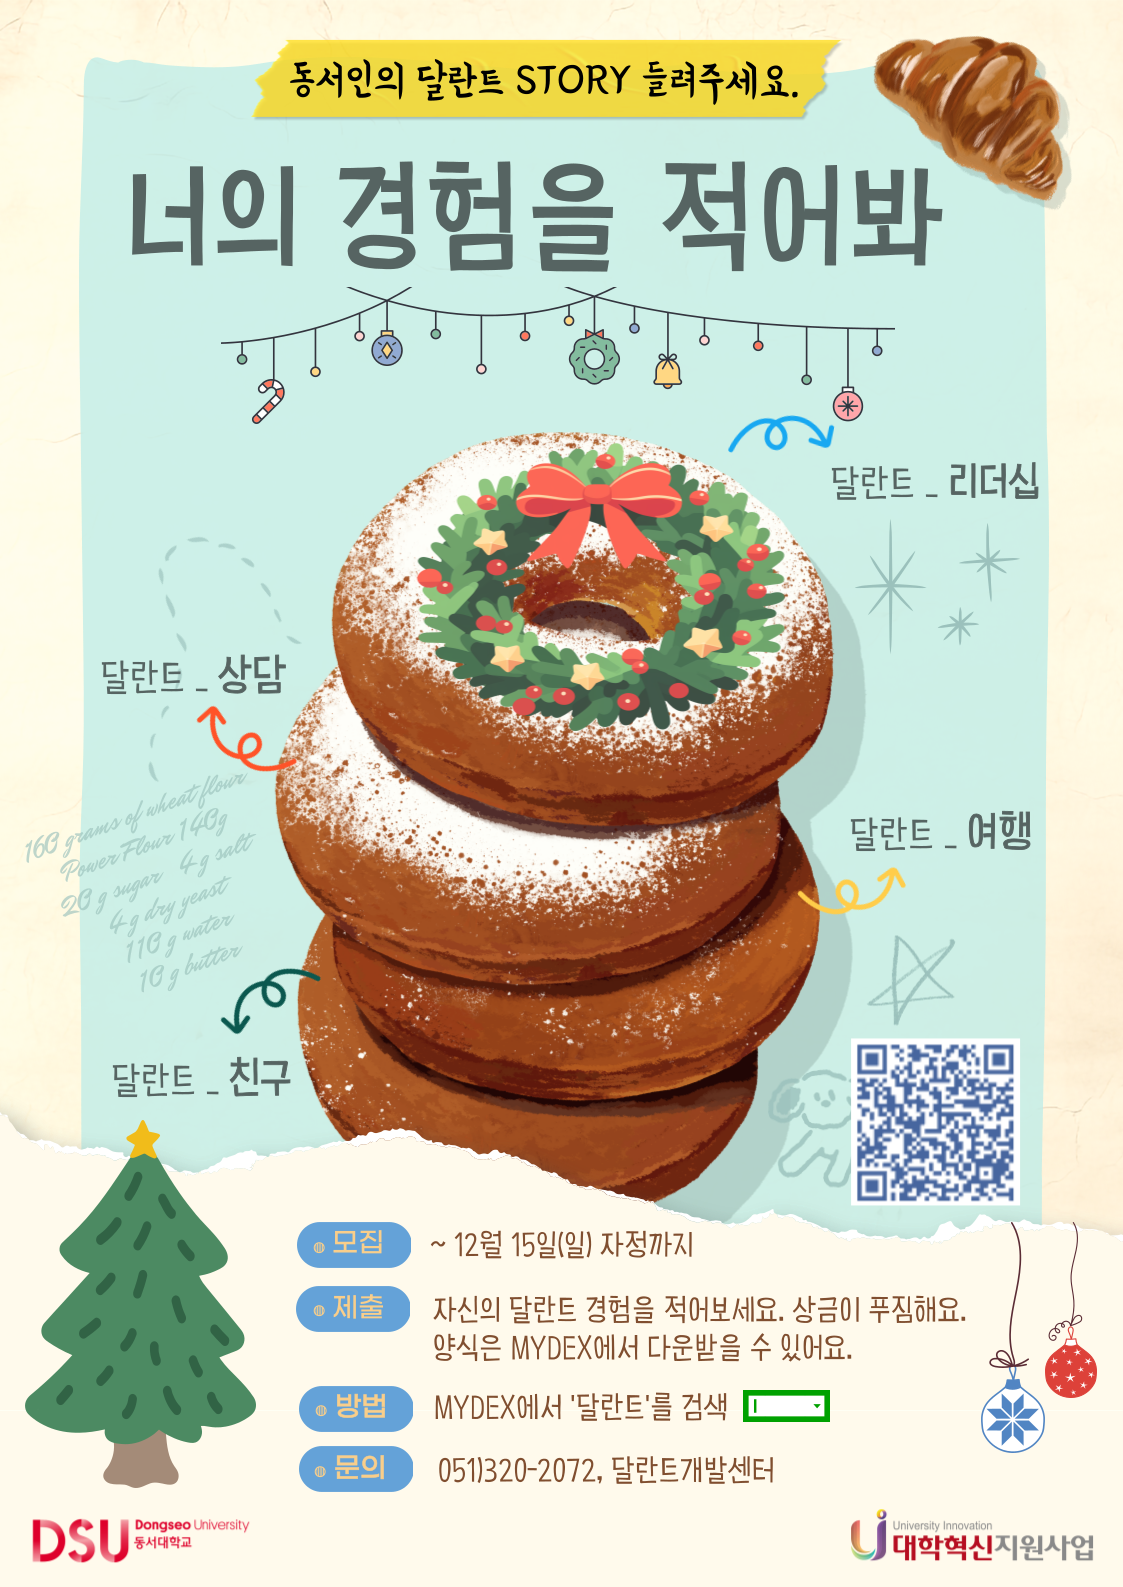 동서인의 달란트 STORY 들려주세요.
너의 경험을 적어봐
달란트 _ 리더십
달란트 _ 상담
160 grams of wheat flour
Power Flour 140g
20 g sugar 4 g salt
4 g dry yeast
110 g water
10 g butter
달란트 _ 여행
달란트 _ 친구
모집 ~ 12월 15일(일) 자정까지
제출 자신의 달란트 경험을 적어보세요. 상금이 푸짐해요.
양식은 MYDEX에서 다운받을 수 있어요.
방법 MYDEX에서 '달란트'를 검색
문의 051)320-2072, 달란트개발센터
DSU Dongseo University
동서대학교
University Innovation
대학혁신지원사업